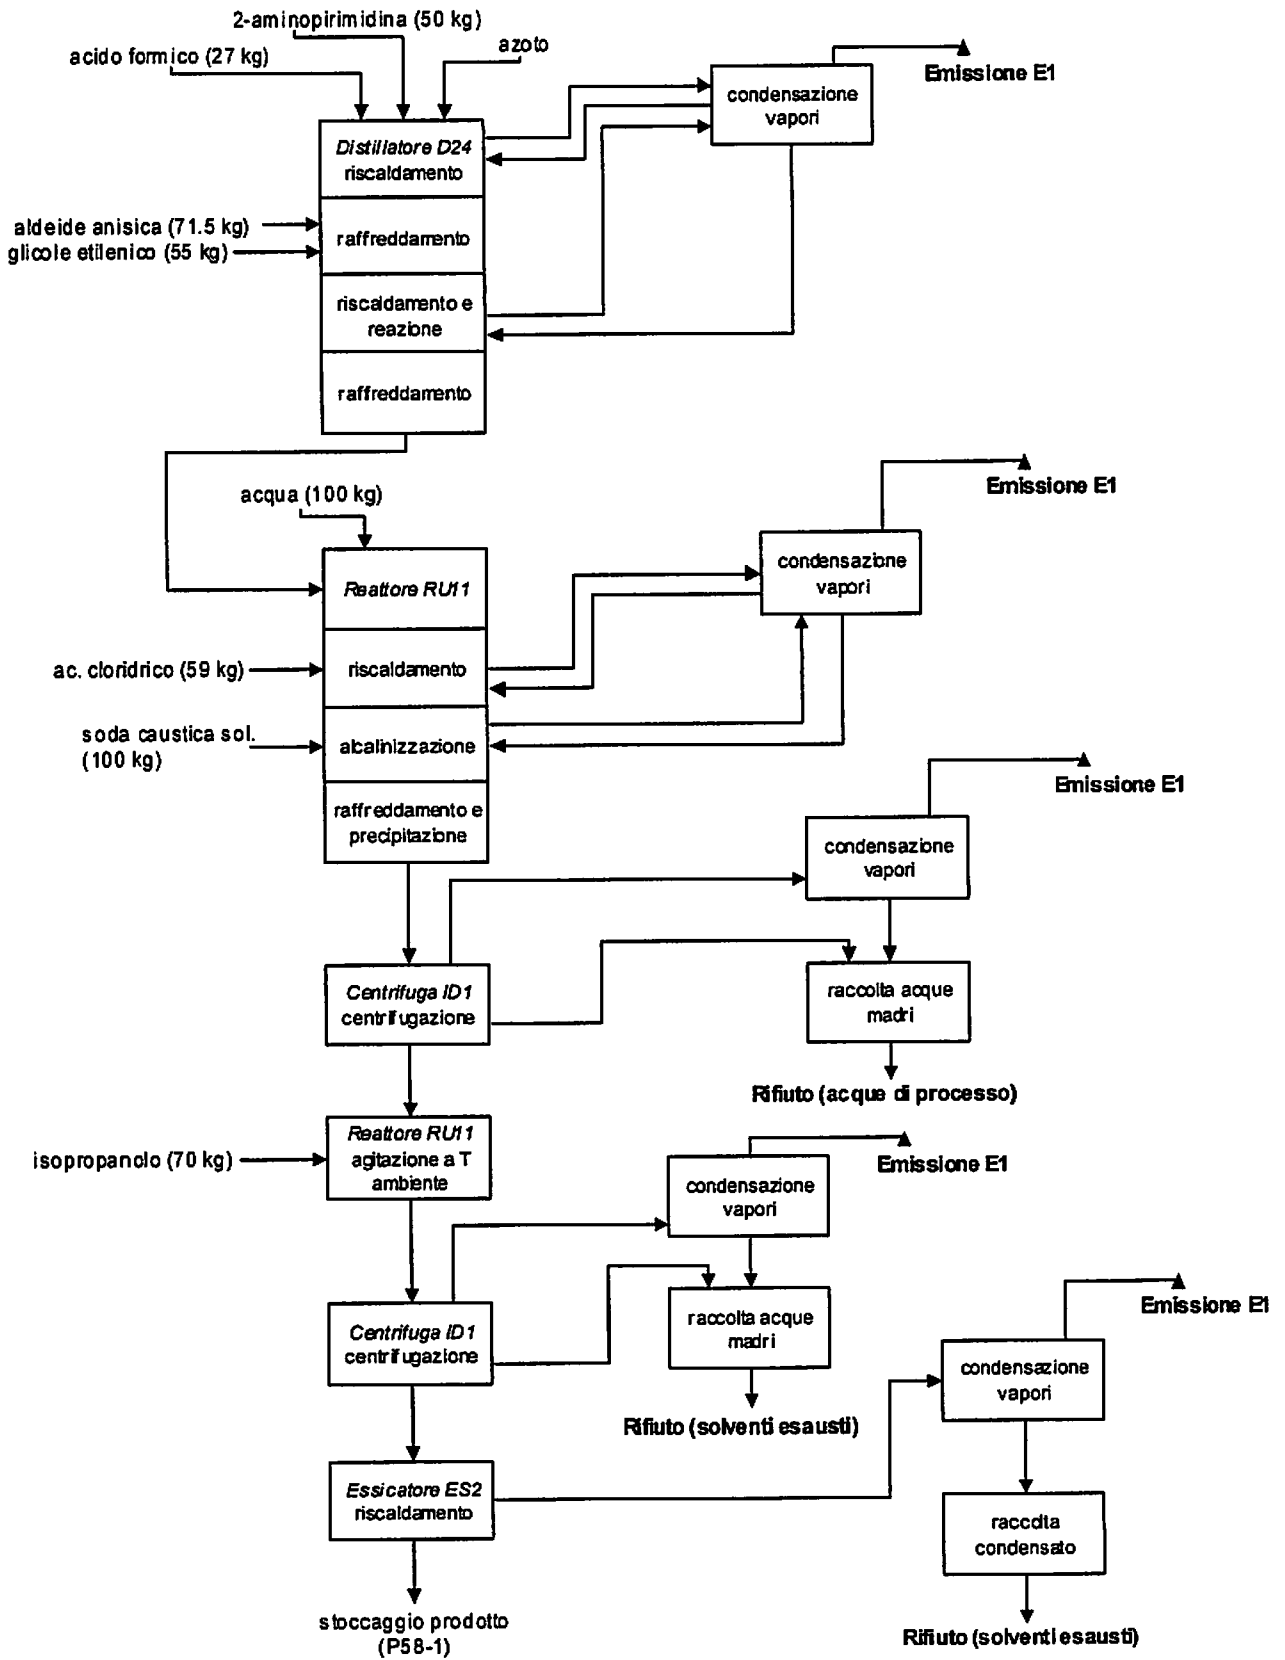 2-aminopirimidina (50 kg)
acido formico (27 kg)
azoto
Emissione E1
condensazione
vapori
Distillatore D24
riscaldamento
aldeide anisica (71.5 kg)
glicole etilenico (55 kg)
raffreddamento
riscaldamento e
reazione
raffreddamento
acqua (100 kg)
Emissione E1
condensazione
vapori
Reattore RU11
ac. cloridrico (59 kg)
riscaldamento
soda caustica sol.
(100 kg)
alcalinizzazione
Emissione E1
raffreddamento e
precipitazione
condensazione
vapori
Centrifuga ID1
centrifugazione
raccolta acque
madri
Rifiuto (acque di processo)
Reattore RU11
agitazione a T
ambiente
isopropanolo (70 kg)
Emissione E1
condensazione
vapori
Centrifuga ID1
centrifugazione
raccolta acque
madri
Emissione E1
condensazione
vapori
Rifiuto (solventi esausti)
Essicatore ES2
riscaldamento
raccolta
condensato
stoccaggio prodotto
(P58-1)
Rifiuto (solventi esausti)